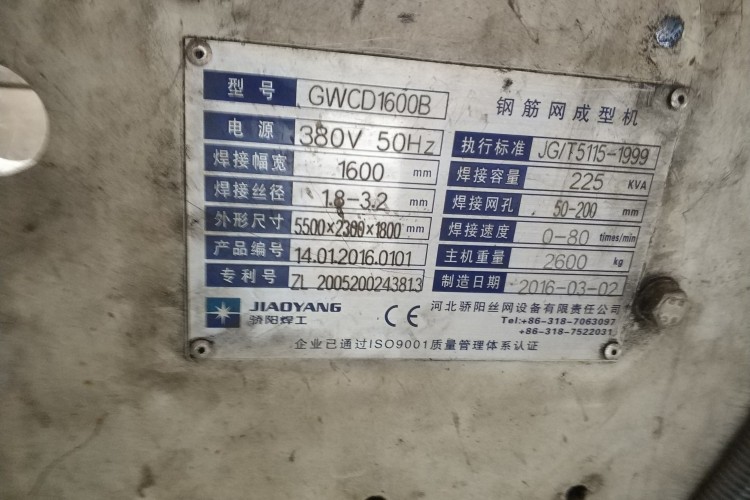 型号 GWCD1600B 钢筋网成型机
电源 380V 50Hz 执行标准 JG/T5115-1999
焊接幅宽 1600 mm 焊接容量 225 KVA
焊接丝径 1.8-3.2 mm 焊接网孔 50-200 mm
外形尺寸 5500×2300×1800 mm 焊接速度 0-80 times/min
产品编号 14.01.2016.0101 主机重量 2600 kg
专利号 ZL 2005200243813 制造日期 2016-03-02
JIAOYANG
骄阳焊工
CE
河北骄阳丝网设备有限责任公司
Tel:+86-318-7063097
+86-318-7522031
企业已通过ISO9001质量管理体系认证